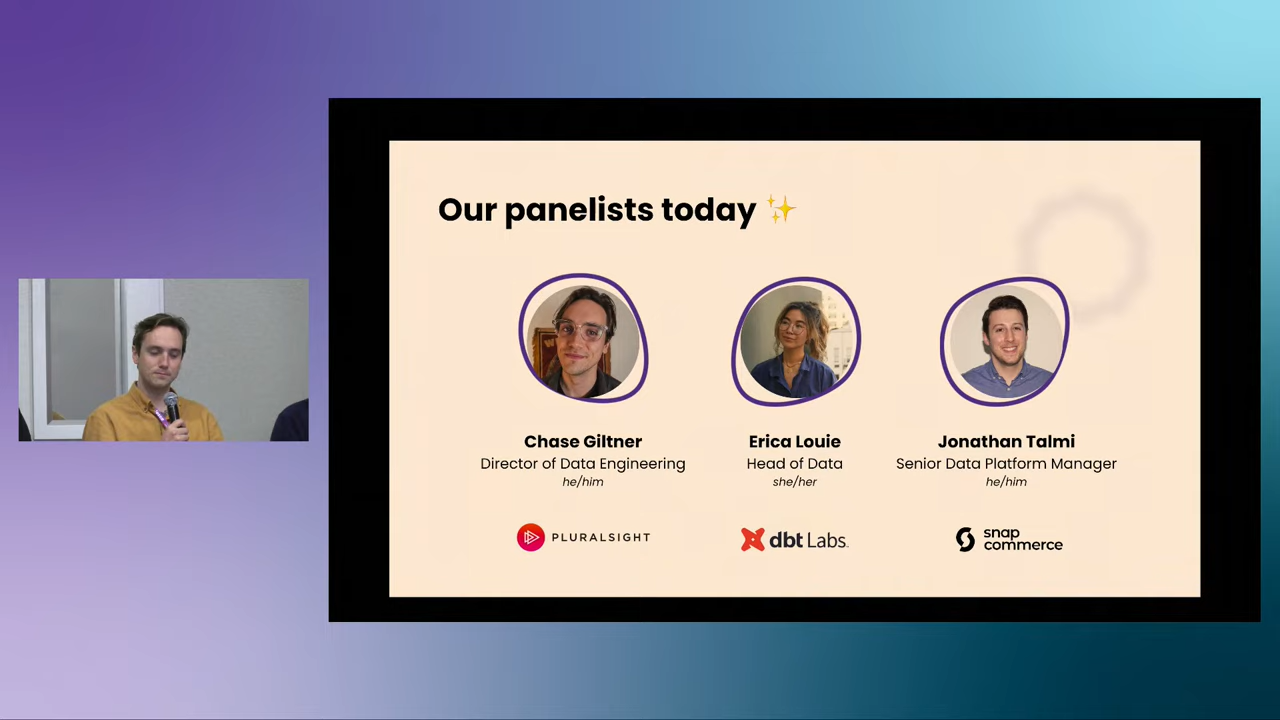 Our panelists today ✨
Chase Giltner
Director of Data Engineering
he/him
PLURALSIGHT
Erica Louie
Head of Data
she/her
dbt Labs
Jonathan Talmi
Senior Data Platform Manager
he/him
snap
commerce